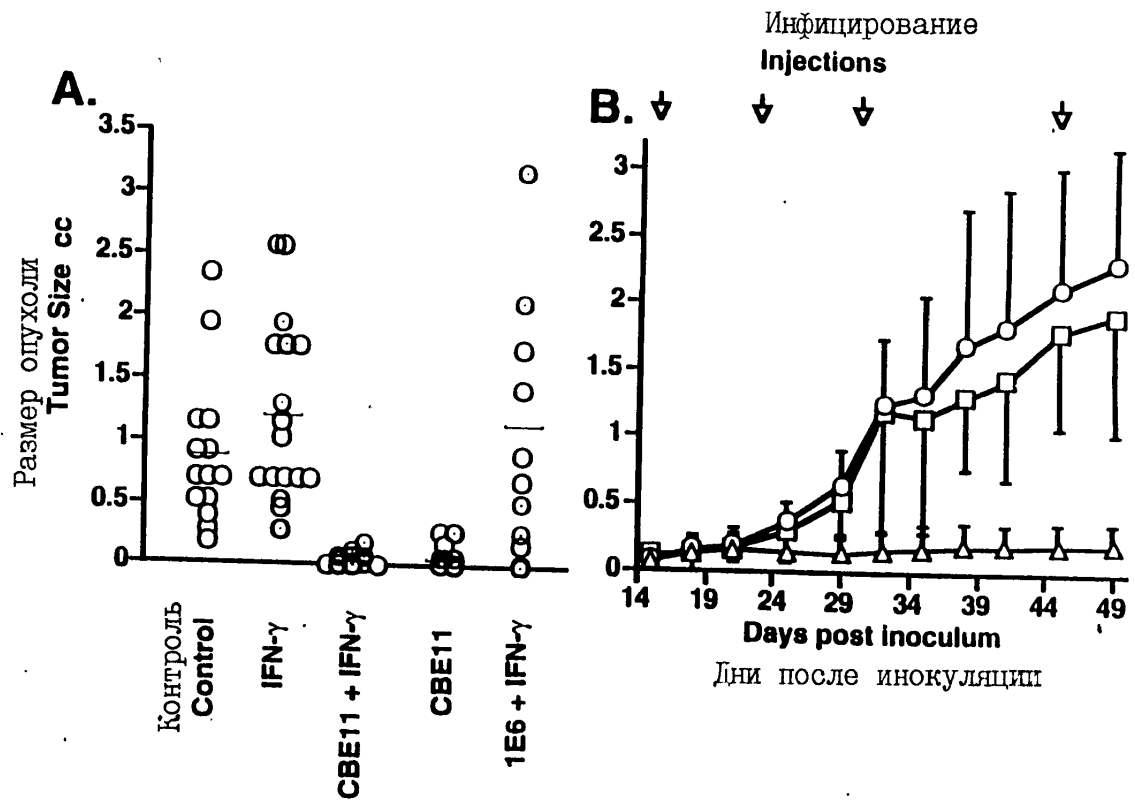 Инфицирование
Injections
A.
3.5
3
2.5
2
1.5
1
0.5
0
Размер опухоли
Tumor Size cc
Контроль
Control
IFN-γ
CBE11 + IFN-γ
CBE11
1E6 + IFN-γ
B.
3
2.5
2
1.5
1
0.5
0
14 19 24 29 34 39 44 49
Days post inoculum
Дни после инокуляции